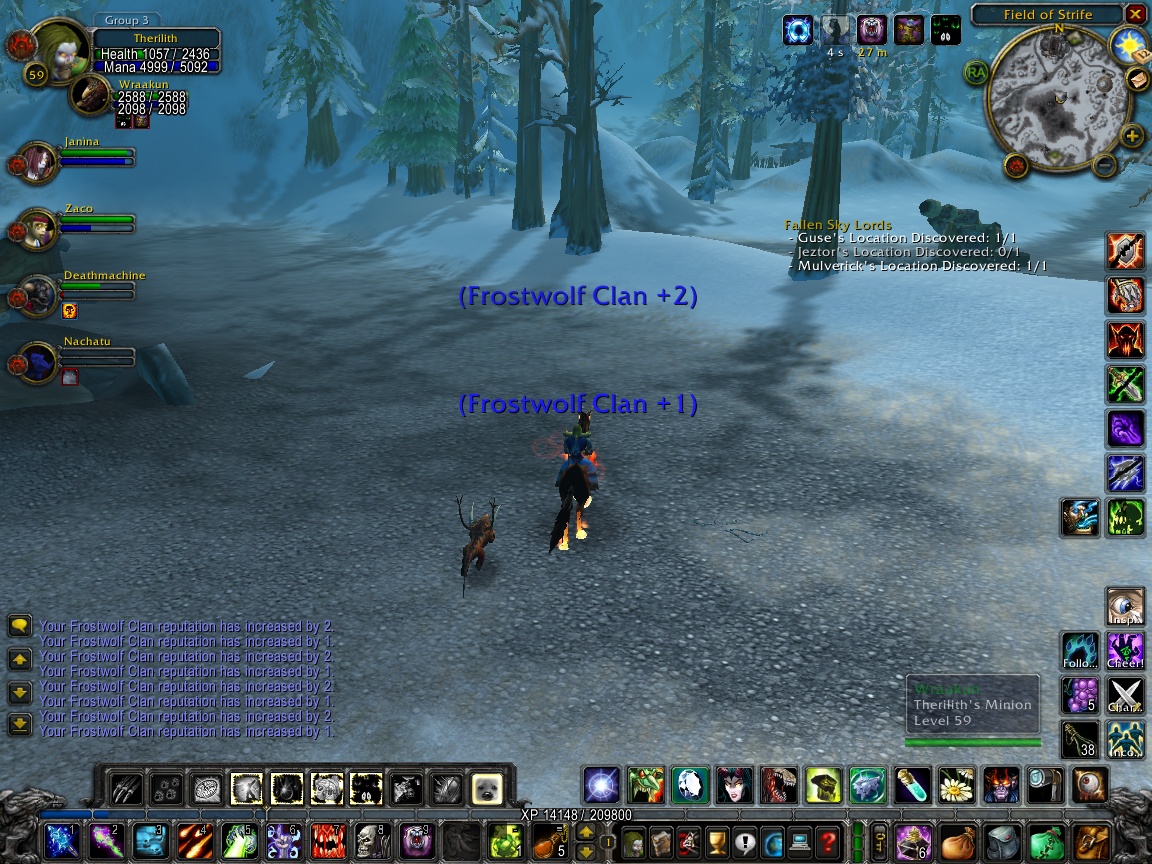 Group 3
Therilith
Health 1057 / 2436
Mana 4999 / 5092
59
Wraakun
2588 / 2588
2098 / 2098
Janina
Zaco
Deathmachine
Nachatu
4 s
27 m
Field of Strife
N
RA
Fallen Sky Lords
- Guse's Location Discovered: 1/1
- Jeztor's Location Discovered: 0/1
- Mulverick's Location Discovered: 1/1
(Frostwolf Clan +2)
(Frostwolf Clan +1)
Your Frostwolf Clan reputation has increased by 2.
Your Frostwolf Clan reputation has increased by 1.
Your Frostwolf Clan reputation has increased by 2.
Your Frostwolf Clan reputation has increased by 1.
Your Frostwolf Clan reputation has increased by 2.
Your Frostwolf Clan reputation has increased by 1.
Your Frostwolf Clan reputation has increased by 2.
Your Frostwolf Clan reputation has increased by 1.
Insp...
Follo...
Cheer!
5
Char...
38
Inco...
Wraakun
Therilith's Minion
Level 59
XP 14148 / 209800
1
2
3
4
5
6
7
8
9
5
1
6